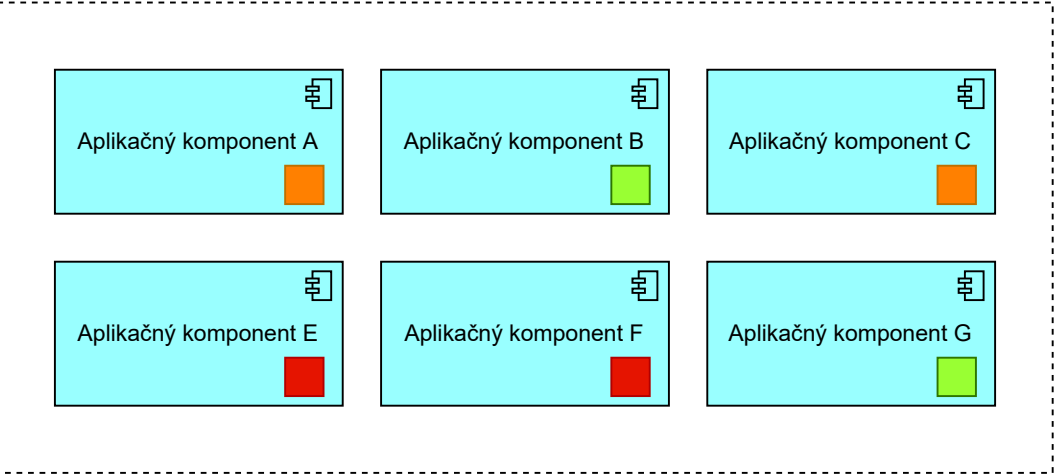 Aplikačný komponent A
Aplikačný komponent B
Aplikačný komponent C
Aplikačný komponent E
Aplikačný komponent F
Aplikačný komponent G